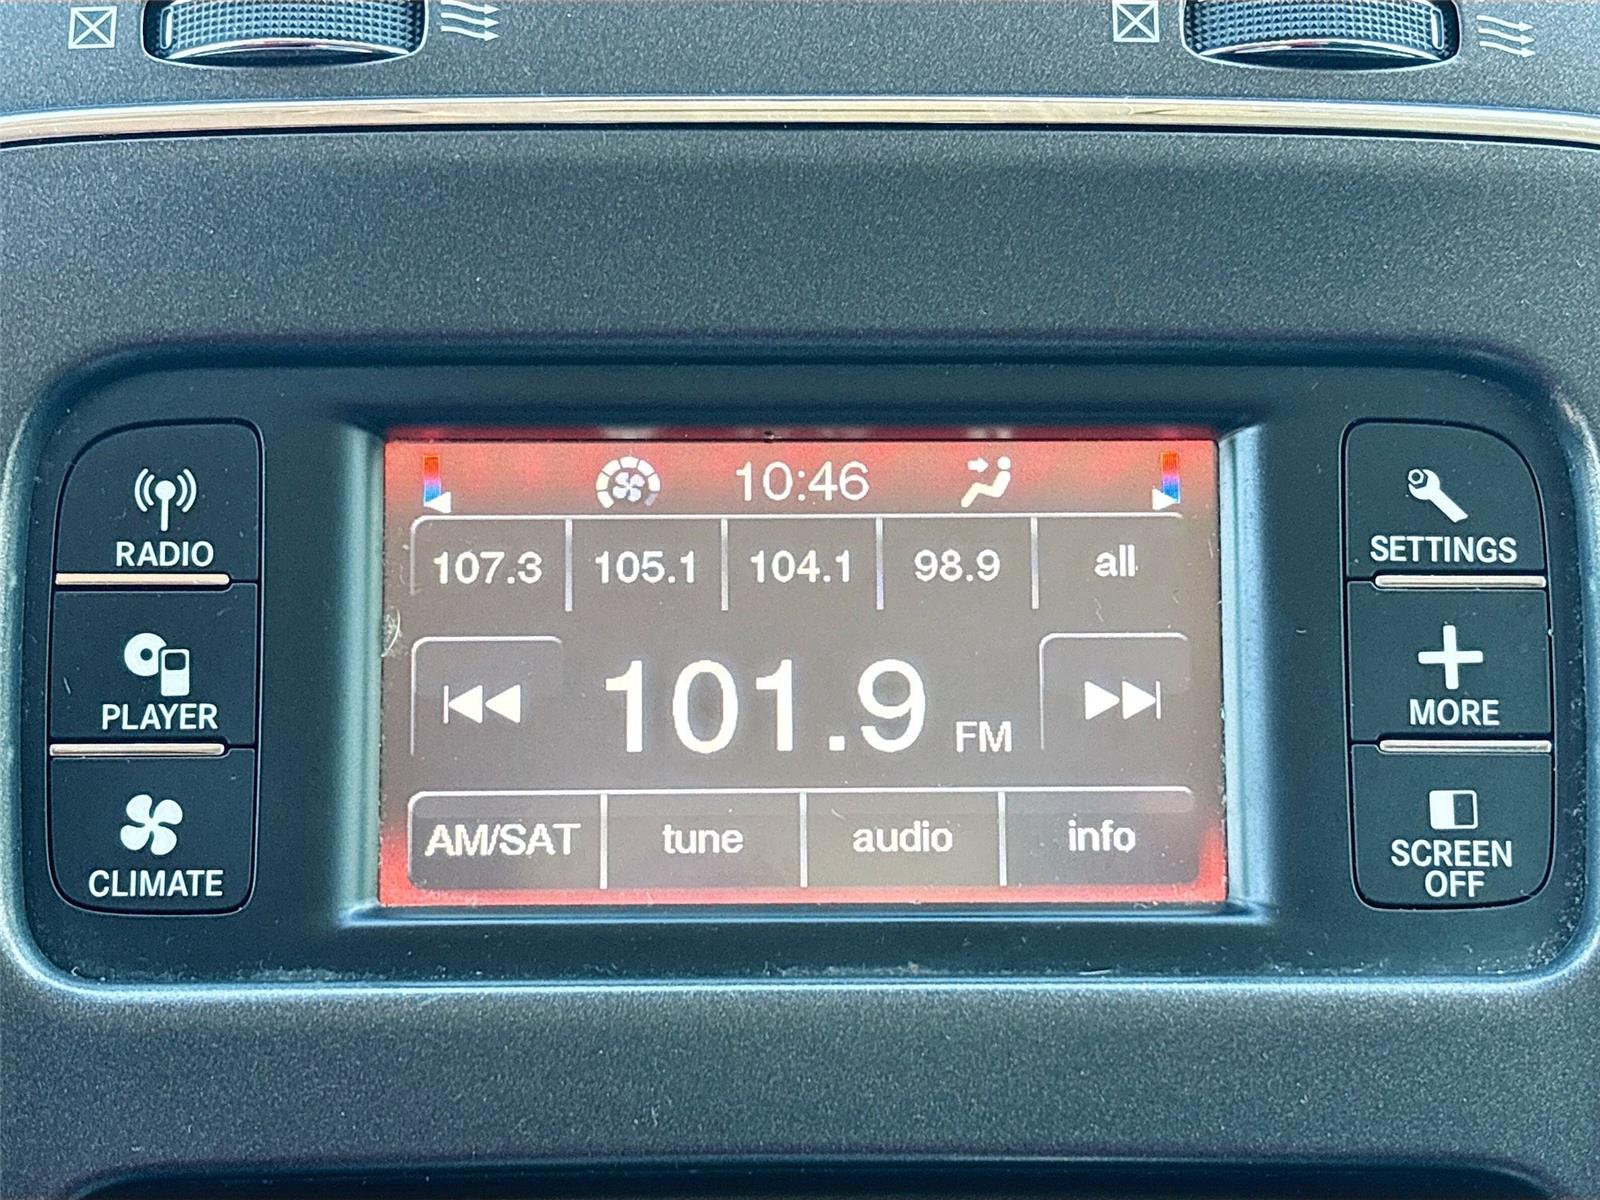 10:46
107.3 105.1 104.1 98.9 all
101.9 FM
AM/SAT tune audio info
RADIO
PLAYER
CLIMATE
SETTINGS
MORE
SCREEN
OFF